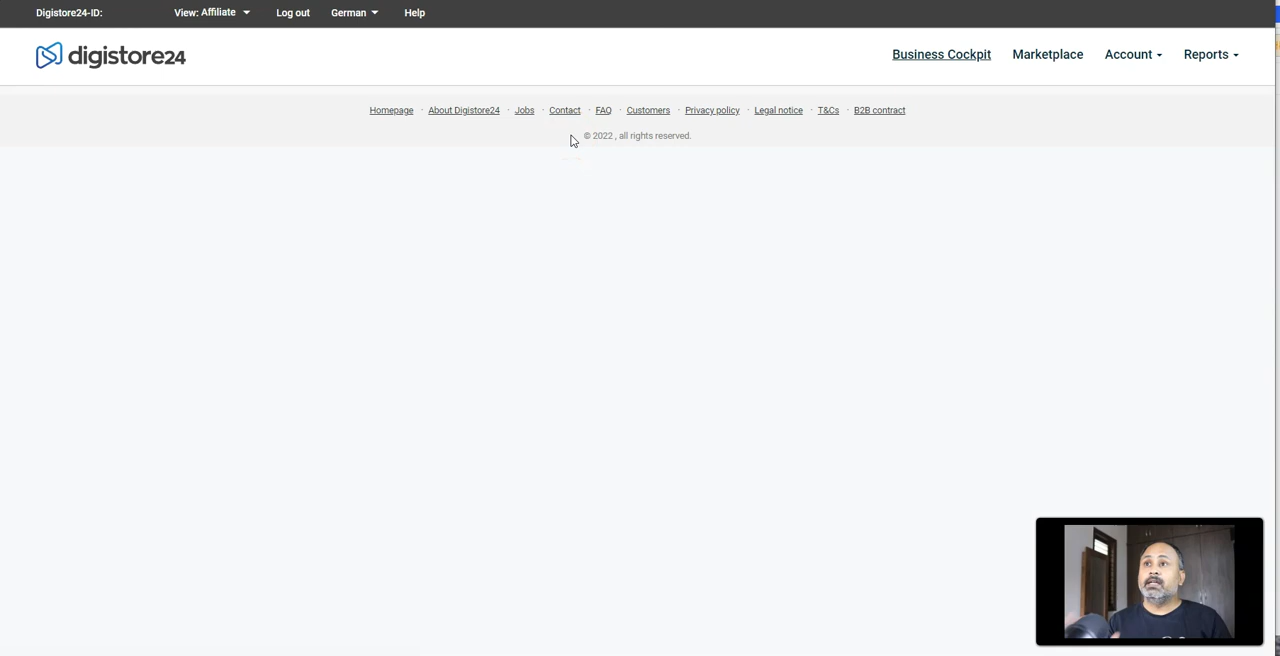 Digistore24-ID: View: Affiliate Log out German Help
digistore24 Business Cockpit Marketplace Account Reports
Homepage · About Digistore24 · Jobs · Contact · FAQ · Customers · Privacy policy · Legal notice · T&Cs · B2B contract
© 2022 , all rights reserved.